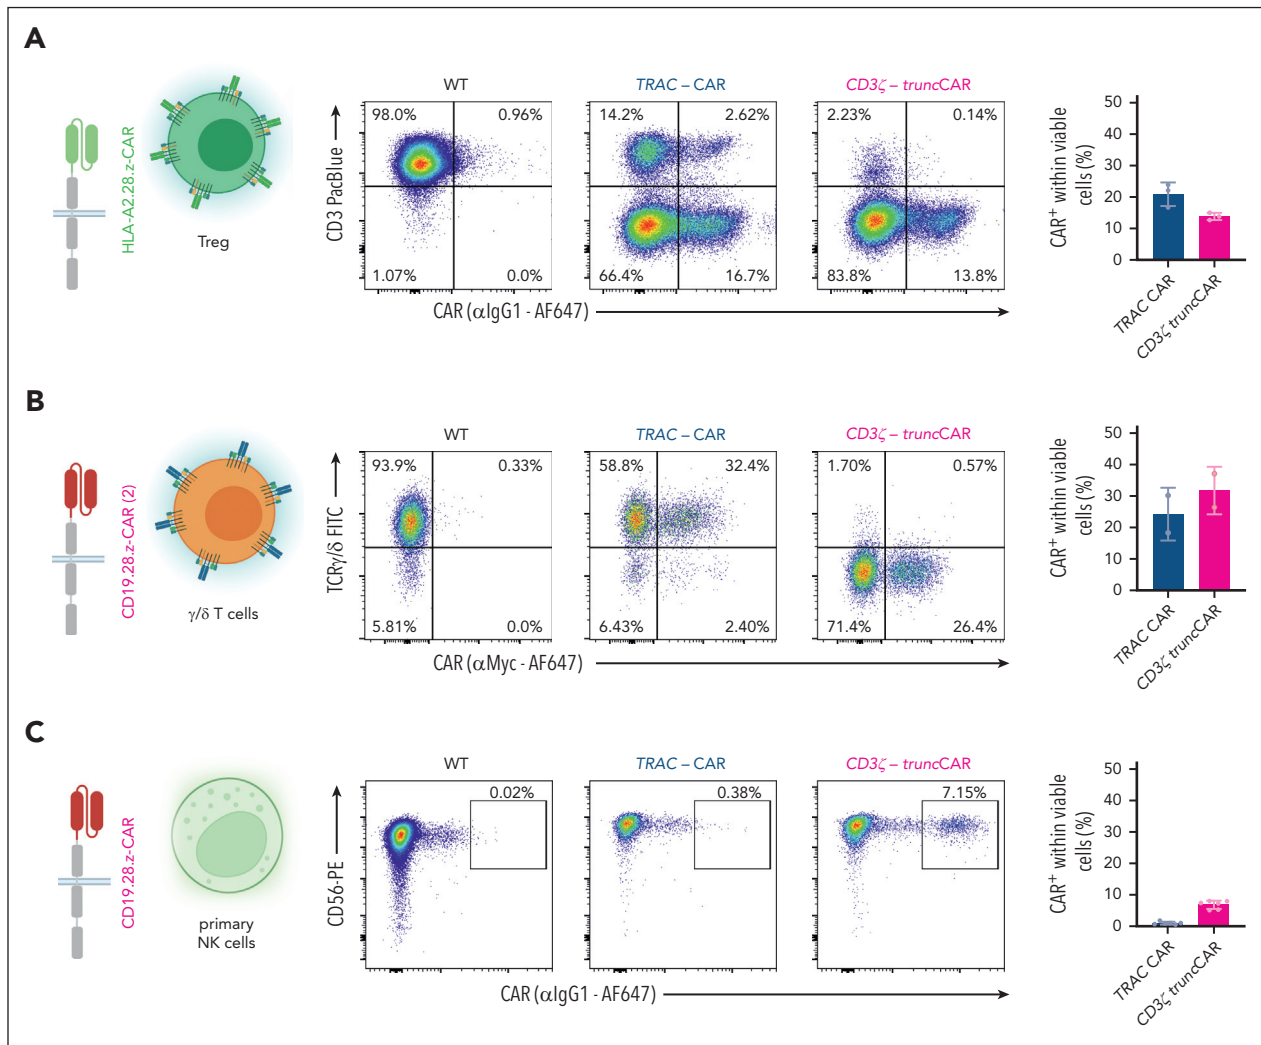 A
HLA-A2.28.z-CAR
Treg
WT
TRAC – CAR
CD3ζ – truncCAR
CD3 PacBlue
98.0%
0.96%
1.07%
0.0%
14.2%
2.62%
66.4%
16.7%
2.23%
0.14%
83.8%
13.8%
CAR (αIgG1 - AF647)
CAR+ within viable
cells (%)
50
40
30
20
10
0
TRAC CAR
CD3ζ truncCAR
B
CD19.28.z-CAR (2)
γ/δ T cells
WT
TRAC – CAR
CD3ζ – truncCAR
TCRγ/δ FITC
93.9%
0.33%
5.81%
0.0%
58.8%
32.4%
6.43%
2.40%
1.70%
0.57%
71.4%
26.4%
CAR (αMyc - AF647)
CAR+ within viable
cells (%)
50
40
30
20
10
0
TRAC CAR
CD3ζ truncCAR
C
CD19.28.z-CAR
primary
NK cells
WT
TRAC – CAR
CD3ζ – truncCAR
CD56-PE
0.02%
0.38%
7.15%
CAR (αIgG1 - AF647)
CAR+ within viable
cells (%)
50
40
30
20
10
0
TRAC CAR
CD3ζ truncCAR